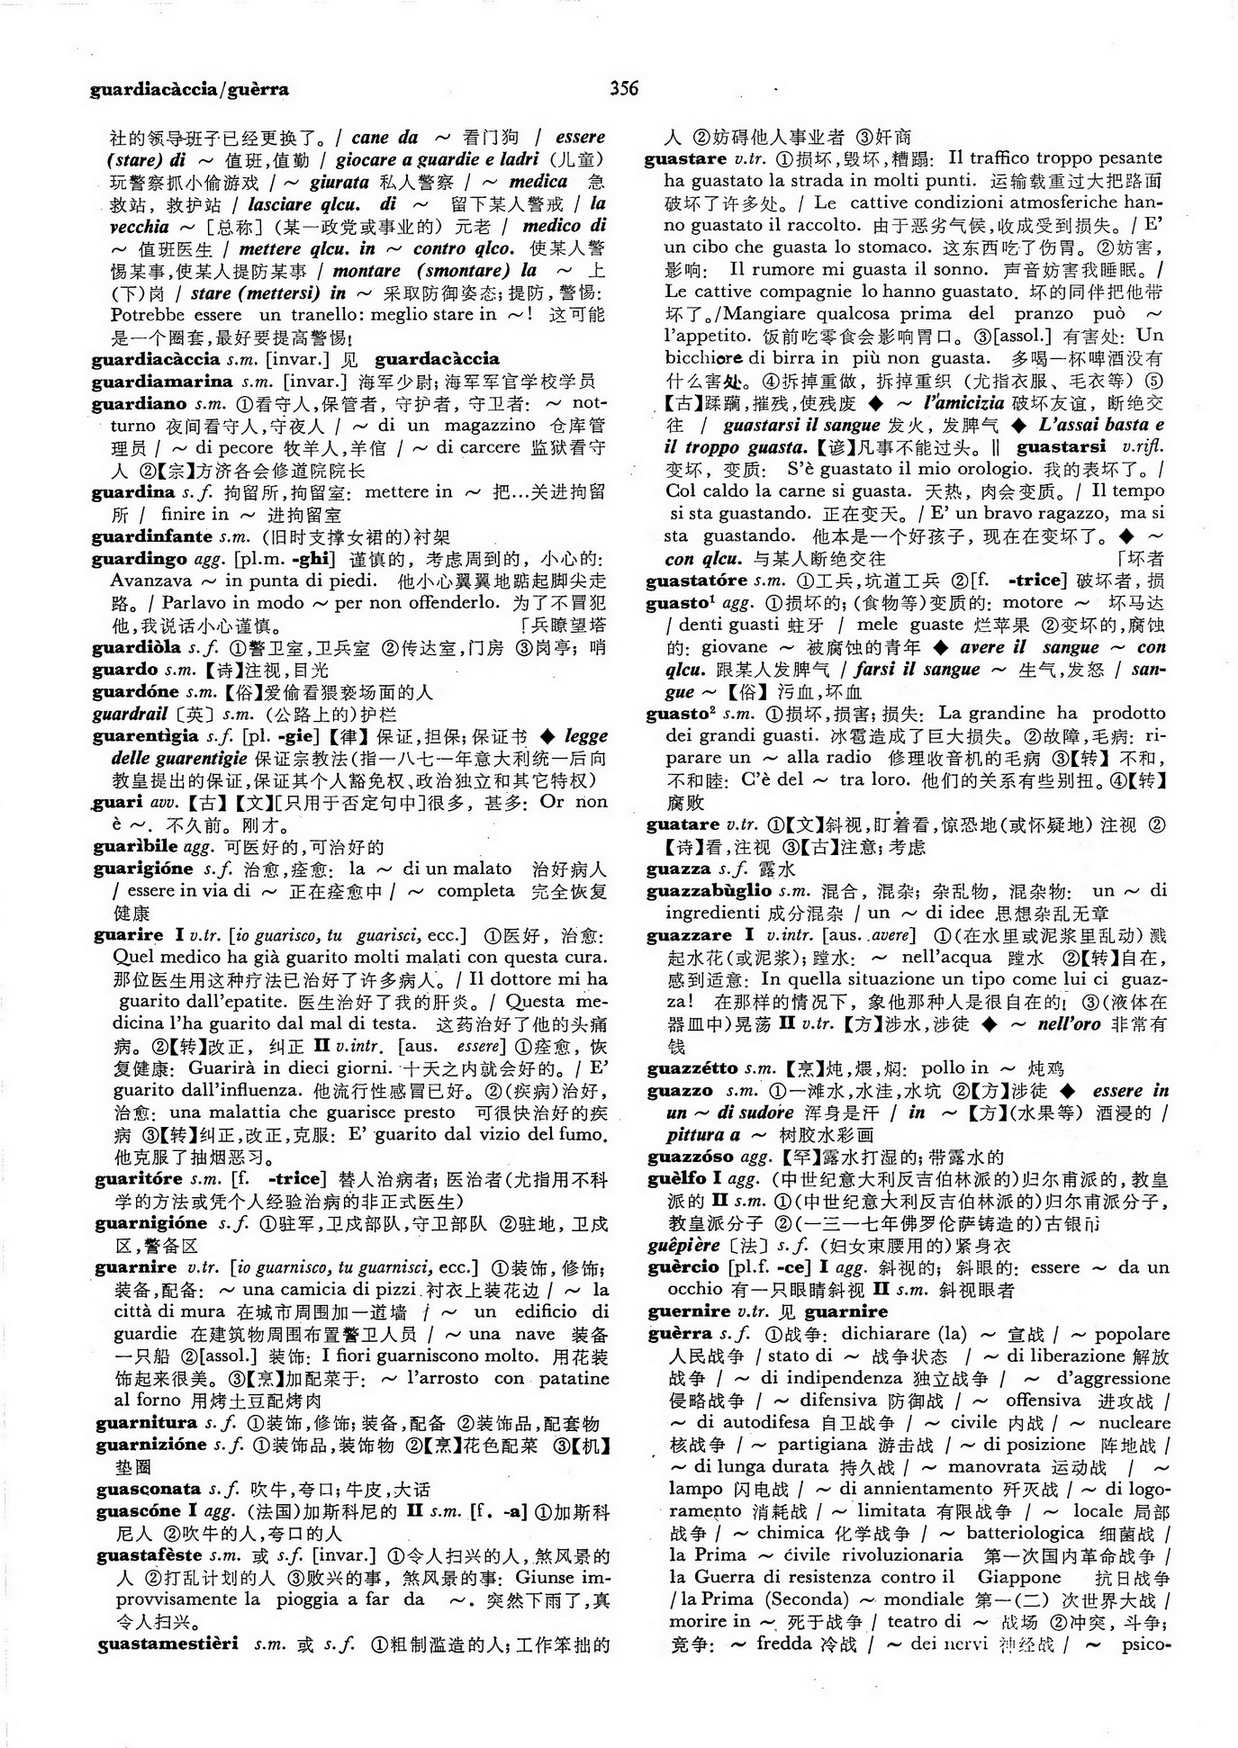 guardiacàccia/guèrra
356
社的领导班子已经更换了。/ cane da ～ 看门狗 / essere
(stare) di ～ 值班,值勤 / giocare a guardie e ladri (儿童)
玩警察抓小偷游戏 / ～ giurata 私人警察 / ～ medica 急
救站, 救护站 / lasciare qlcu. di ～ 留下某人警戒 / la
vecchia ～ [总称] (某一政党或事业的) 元老 / medico di
～ 值班医生 / mettere qlcu. in ～ contro qlco. 使某人警
惕某事,使某人提防某事 / montare (smontare) la ～ 上
(下)岗 / stare (mettersi) in ～ 采取防御姿态; 提防, 警惕:
Potrebbe essere un tranello: meglio stare in ～! 这可能
是一个圈套,最好要提高警惕!
guardiacàccia s.m. [invar.] 见 guardacàccia
guardiamarina s.m. [invar.] 海军少尉; 海军军官学校学员
guardiano s.m. ①看守人,保管者, 守护者, 守卫者: ～ not-
turno 夜间看守人,守夜人 / ～ di un magazzino 仓库管
理员 / ～ di pecore 牧羊人,羊倌 / ～ di carcere 监狱看守
人 ②【宗】方济各会修道院院长
guardina s.f. 拘留所,拘留室: mettere in ～ 把…关进拘留
所 / finire in ～ 进拘留室
guardinfante s.m. (旧时支撑女裙的)衬架
guardingo agg. [pl.m. -ghi] 谨慎的, 考虑周到的, 小心的:
Avanzava ～ in punta di piedi. 他小心翼翼地踮起脚尖走
路。/ Parlavo in modo ～ per non offenderlo. 为了不冒犯
他,我说话小心谨慎。 「兵瞭望塔
guardiòla s.f. ①警卫室,卫兵室 ②传达室,门房 ③岗亭; 哨
guardo s.m. 【诗】注视,目光
guardóne s.m. 【俗】爱偷看猥亵场面的人
guardrail 〔英〕 s.m. (公路上的)护栏
guarentìgia s.f. [pl. -gie] 【律】保证,担保; 保证书 ◆ legge
delle guarentigie 保证宗教法(指一八七一年意大利统一后向
教皇提出的保证,保证其个人豁免权、政治独立和其它特权)
guari avv. 【古】【文】[只用于否定句中]很多, 甚多: Or non
è ～. 不久前。刚才。
guarìbile agg. 可医好的,可治好的
guarigióne s.f. 治愈,痊愈: la ～ di un malato 治好病人
/ essere in via di ～ 正在痊愈中 / ～ completa 完全恢复
健康
guarire I v.tr. [io guarisco, tu guarisci, ecc.] ①医好, 治愈:
Quel medico ha già guarito molti malati con questa cura.
那位医生用这种疗法已治好了许多病人。/ Il dottore mi ha
guarito dall'epatite. 医生治好了我的肝炎。/ Questa me-
dicina l'ha guarito dal mal di testa. 这药治好了他的头痛
病。②【转】改正, 纠正 II v.intr. [aus. essere] ①痊愈, 恢
复健康: Guarirà in dieci giorni. 十天之内就会好的。/ E'
guarito dall'influenza. 他流行性感冒已好。②(疾病)治好,
治愈: una malattia che guarisce presto 可很快治好的疾
病 ③【转】纠正,改正,克服: E' guarito dal vizio del fumo.
他克服了抽烟恶习。
guaritóre s.m. [f. -trice] 替人治病者; 医治者(尤指用不科
学的方法或凭个人经验治病的非正式医生)
guarnigióne s.f. ①驻军,卫戍部队,守卫部队 ②驻地, 卫戍
区,警备区
guarnire v.tr. [io guarnisco, tu guarnisci, ecc.] ①装饰, 修饰;
装备,配备: ～ una camicia di pizzi 衬衣上装花边 / ～ la
città di mura 在城市周围加一道墙 / ～ un edificio di
guardie 在建筑物周围布置警卫人员 / ～ una nave 装备
一只船 ②[assol.] 装饰: I fiori guarniscono molto. 用花装
饰起来很美。③【烹】加配菜于: ～ l'arrosto con patatine
al forno 用烤土豆配烤肉
guarnitura s.f. ①装饰,修饰; 装备,配备 ②装饰品,配套物
guarnizióne s.f. ①装饰品,装饰物 ②【烹】花色配菜 ③【机】
垫圈
guasconata s.f. 吹牛,夸口; 牛皮,大话
guascóne I agg. (法国)加斯科尼的 II s.m. [f. -a] ①加斯科
尼人 ②吹牛的人,夸口的人
guastafèste s.m. 或 s.f. [invar.] ①令人扫兴的人,煞风景的
人 ②打乱计划的人 ③败兴的事, 煞风景的事: Giunse im-
provvisamente la pioggia a far da ～. 突然下雨了,真
令人扫兴。
guastamestièri s.m. 或 s.f. ①粗制滥造的人; 工作笨拙的
人 ②妨碍他人事业者 ③奸商
guastare v.tr. ①损坏,毁坏,糟蹋: Il traffico troppo pesante
ha guastato la strada in molti punti. 运输载重过大把路面
破坏了许多处。/ Le cattive condizioni atmosferiche han-
no guastato il raccolto. 由于恶劣气候,收成受到损失。/ E'
un cibo che guasta lo stomaco. 这东西吃了伤胃。②妨害,
影响: Il rumore mi guasta il sonno. 声音妨害我睡眠。/
Le cattive compagnie lo hanno guastato. 坏的同伴把他带
坏了。/Mangiare qualcosa prima del pranzo può ～
l'appetito. 饭前吃零食会影响胃口。③[assol.] 有害处: Un
bicchiere di birra in più non guasta. 多喝一杯啤酒没有
什么害处。④拆掉重做, 拆掉重织 (尤指衣服、毛衣等) ⑤
【古】蹂躏,摧残,使残废 ◆ ～ l'amicizia 破坏友谊, 断绝交
往 / guastarsi il sangue 发火, 发脾气 ◆ L'assai basta e
il troppo guasta. 【谚】凡事不能过头。‖ guastarsi v.rifl.
变坏, 变质: S'è guastato il mio orologio. 我的表坏了。/
Col caldo la carne si guasta. 天热, 肉会变质。/ Il tempo
si sta guastando. 正在变天。/ E' un bravo ragazzo, ma si
sta guastando. 他本是一个好孩子, 现在在变坏了。◆ ～
con qlcu. 与某人断绝交往 「坏者
guastatóre s.m. ①工兵,坑道工兵 ②[f. -trice] 破坏者, 损
guasto¹ agg. ①损坏的; (食物等)变质的: motore ～ 坏马达
/ denti guasti 蛀牙 / mele guaste 烂苹果 ②变坏的,腐蚀
的: giovane ～ 被腐蚀的青年 ◆ avere il sangue ～ con
qlcu. 跟某人发脾气 / farsi il sangue ～ 生气,发怒 / san-
gue ～ 【俗】污血,坏血
guasto² s.m. ①损坏,损害; 损失: La grandine ha prodotto
dei grandi guasti. 冰雹造成了巨大损失。②故障,毛病: ri-
parare un ～ alla radio 修理收音机的毛病 ③【转】不和,
不和睦: C'è del ～ tra loro. 他们的关系有些别扭。④【转】
腐败
guatare v.tr. ①【文】斜视,盯着看,惊恐地(或怀疑地) 注视 ②
【诗】看,注视 ③【古】注意; 考虑
guazza s.f. 露水
guazzabùglio s.m. 混合, 混杂; 杂乱物, 混杂物: un ～ di
ingredienti 成分混杂 / un ～ di idee 思想杂乱无章
guazzare I v.intr. [aus. avere] ①(在水里或泥浆里乱动) 溅
起水花(或泥浆); 蹚水: ～ nell'acqua 蹚水 ②【转】自在,
感到适意: In quella situazione un tipo come lui ci guaz-
za! 在那样的情况下, 象他那种人是很自在的! ③(液体在
器皿中)晃荡 II v.tr. 【方】涉水,涉徒 ◆ ～ nell'oro 非常有
钱
guazzétto s.m. 【烹】炖,煨,焖: pollo in ～ 炖鸡
guazzo s.m. ①一滩水,水洼,水坑 ②【方】涉徒 ◆ essere in
un ～ di sudore 浑身是汗 / in ～ 【方】(水果等) 酒浸的 /
pittura a ～ 树胶水彩画
guazzóso agg. 【罕】露水打湿的; 带露水的
guèlfo I agg. (中世纪意大利反吉伯林派的)归尔甫派的, 教皇
派的 II s.m. ①(中世纪意大利反吉伯林派的)归尔甫派分子,
教皇派分子 ②(一三一七年佛罗伦萨铸造的)古银币
guêpière 〔法〕 s.f. (妇女束腰用的)紧身衣
guèrcio [pl.f. -ce] I agg. 斜视的; 斜眼的: essere ～ da un
occhio 有一只眼睛斜视 II s.m. 斜视眼者
guernire v.tr. 见 guarnire
guèrra s.f. ①战争: dichiarare (la) ～ 宣战 / ～ popolare
人民战争 / stato di ～ 战争状态 / ～ di liberazione 解放
战争 / ～ di indipendenza 独立战争 / ～ d'aggressione
侵略战争 / ～ difensiva 防御战 / ～ offensiva 进攻战 /
～ di autodifesa 自卫战争 / ～ civile 内战 / ～ nucleare
核战争 / ～ partigiana 游击战 / ～ di posizione 阵地战 /
～ di lunga durata 持久战 / ～ manovrata 运动战 / ～
lampo 闪电战 / ～ di annientamento 歼灭战 / ～ di logo-
ramento 消耗战 / ～ limitata 有限战争 / ～ locale 局部
战争 / ～ chimica 化学战争 / ～ batteriologica 细菌战 /
la Prima ～ civile rivoluzionaria 第一次国内革命战争 /
la Guerra di resistenza contro il Giappone 抗日战争
/ la Prima (Seconda) ～ mondiale 第一(二) 次世界大战 /
morire in ～ 死于战争 / teatro di ～ 战场 ②冲突, 斗争;
竞争: ～ fredda 冷战 / ～ dei nervi 神经战 / ～ psico-